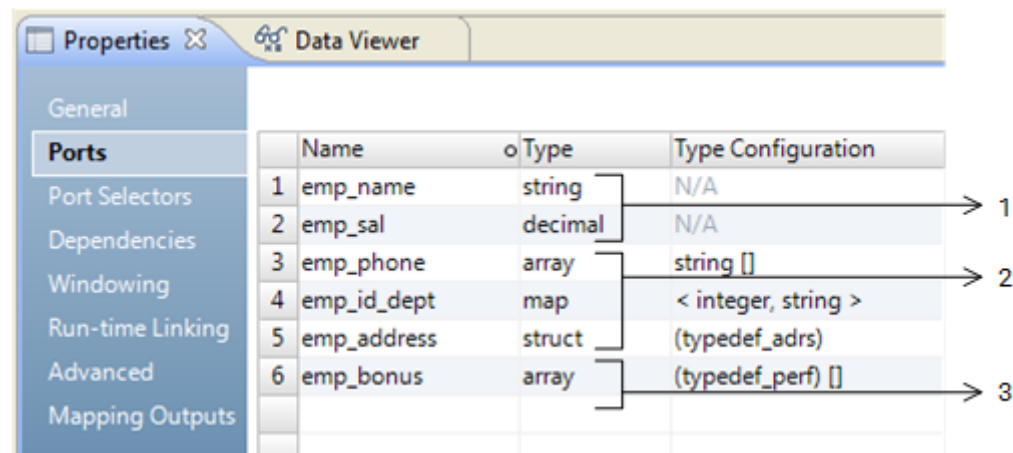 Properties Data Viewer
General
Ports
Port Selectors
Dependencies
Windowing
Run-time Linking
Advanced
Mapping Outputs
Name Type Type Configuration
1 emp_name string N/A
2 emp_sal decimal N/A
3 emp_phone array string []
4 emp_id_dept map < integer, string >
5 emp_address struct (typedef_adrs)
6 emp_bonus array (typedef_perf) []
1
2
3